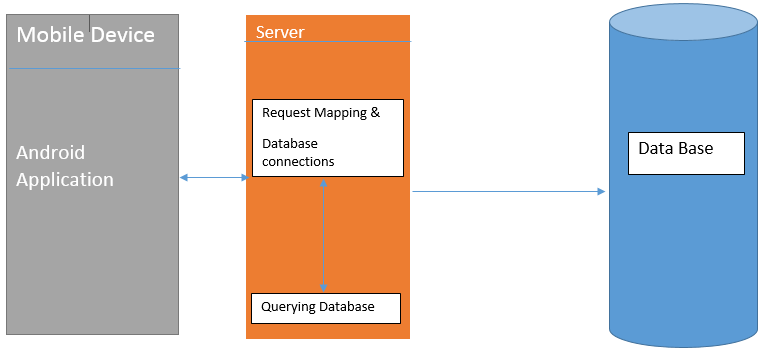 Mobile Device
Android
Application
Server
Request Mapping &
Database
connections
Querying Database
Data Base